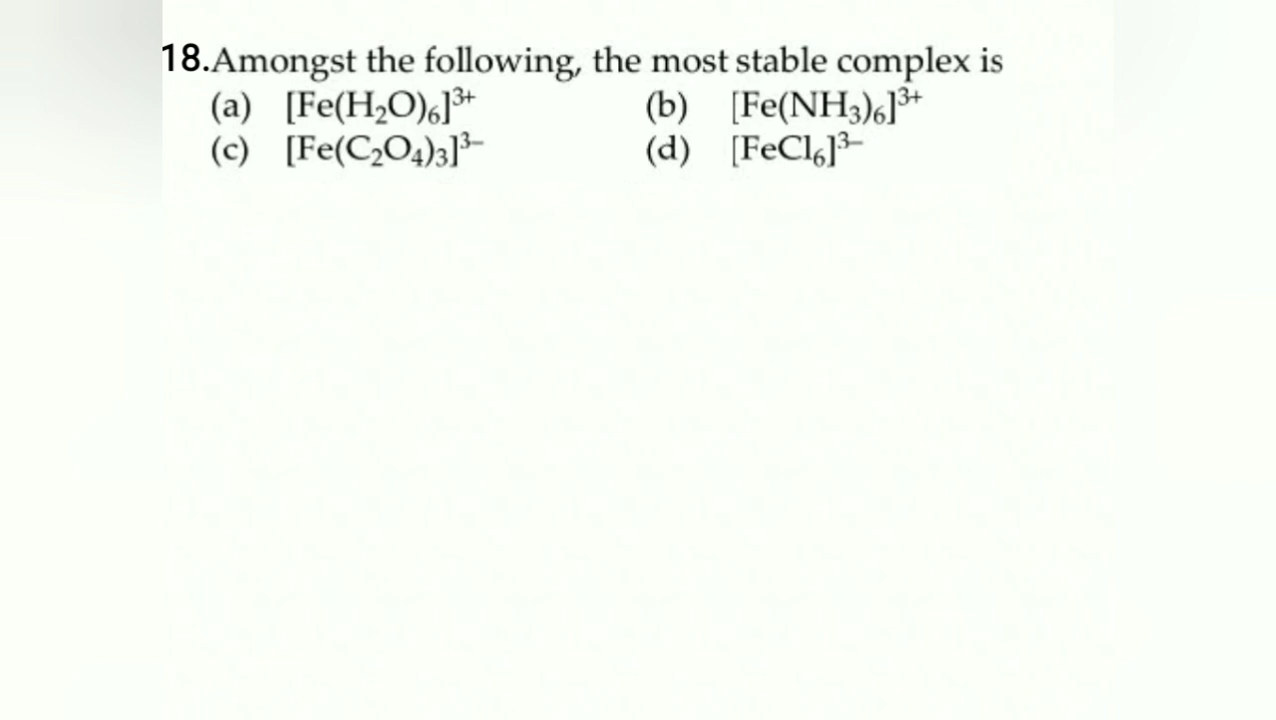 18.Amongst the following, the most stable complex is
(a) [Fe(H₂O)₆]³⁺ (b) [Fe(NH₃)₆]³⁺
(c) [Fe(C₂O₄)₃]³⁻ (d) [FeCl₆]³⁻